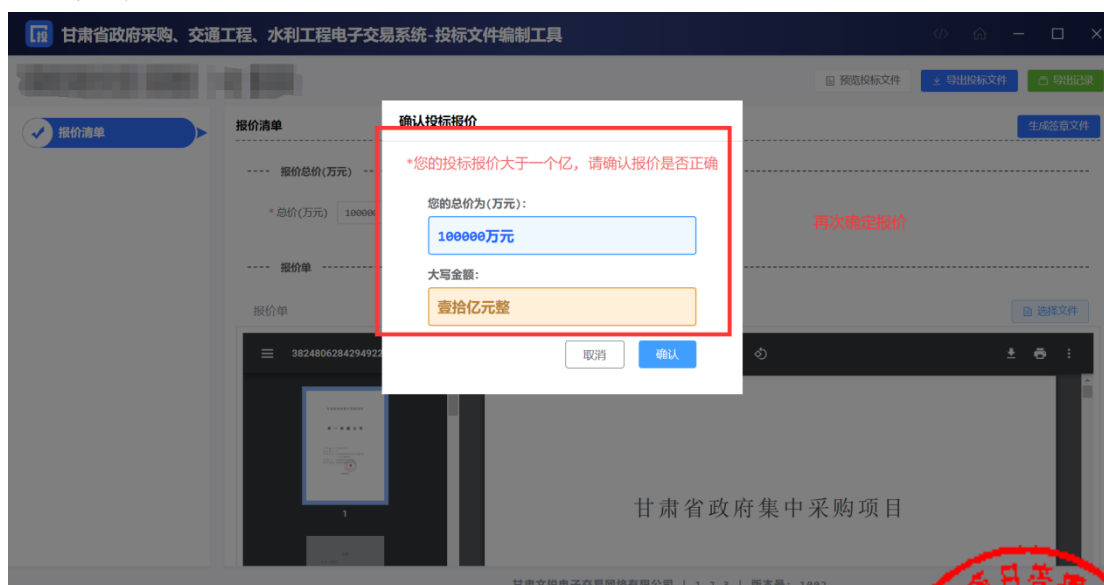 甘肃省政府采购、交通工程、水利工程电子交易系统-投标文件编制工具
预览投标文件
导出投标文件
导出记录
报价清单
报价清单
生成签章文件
确认投标报价
*您的投标报价大于一个亿，请确认报价是否正确
---- 报价总价(万元)
您的总价为(万元):
* 总价(万元)
100000万元
再次确定报价
---- 报价单
大写金额:
壹拾亿元整
报价单
选择文件
取消
确认
3824806284294922
甘肃省政府集中采购项目
1